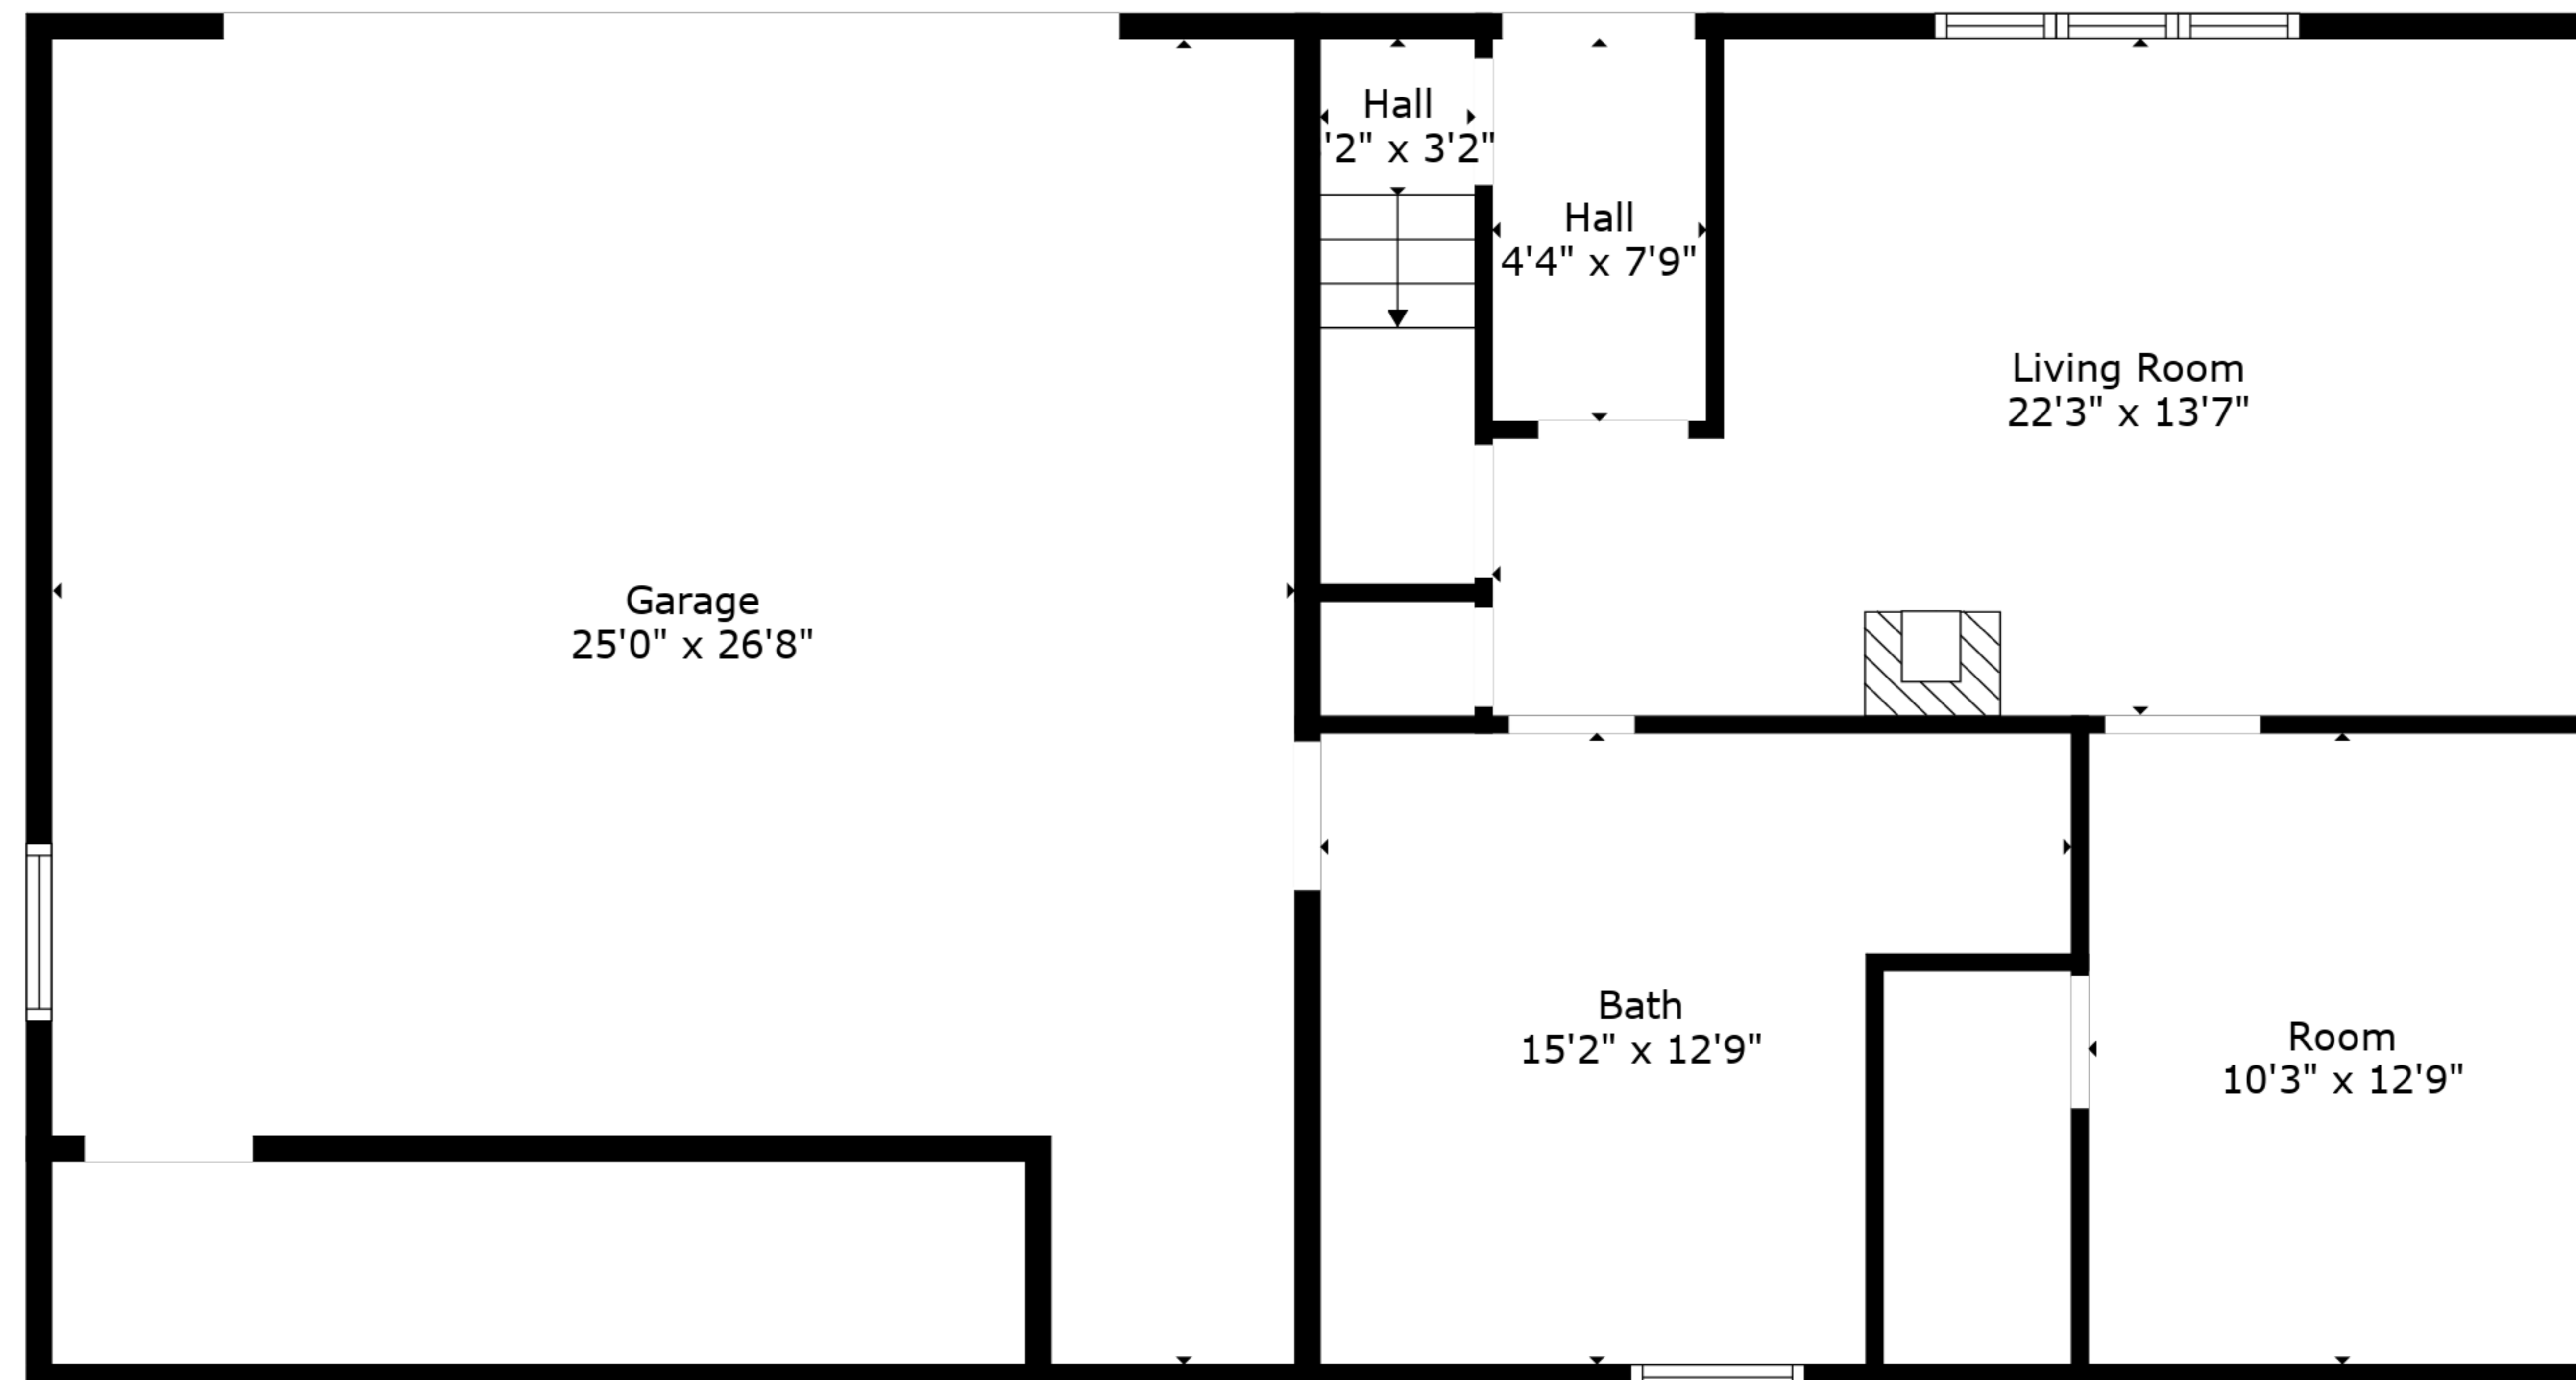 Hall
'2" x 3'2"
Hall
4'4" x 7'9"
Living Room
22'3" x 13'7"
Garage
25'0" x 26'8"
Bath
15'2" x 12'9"
Room
10'3" x 12'9"